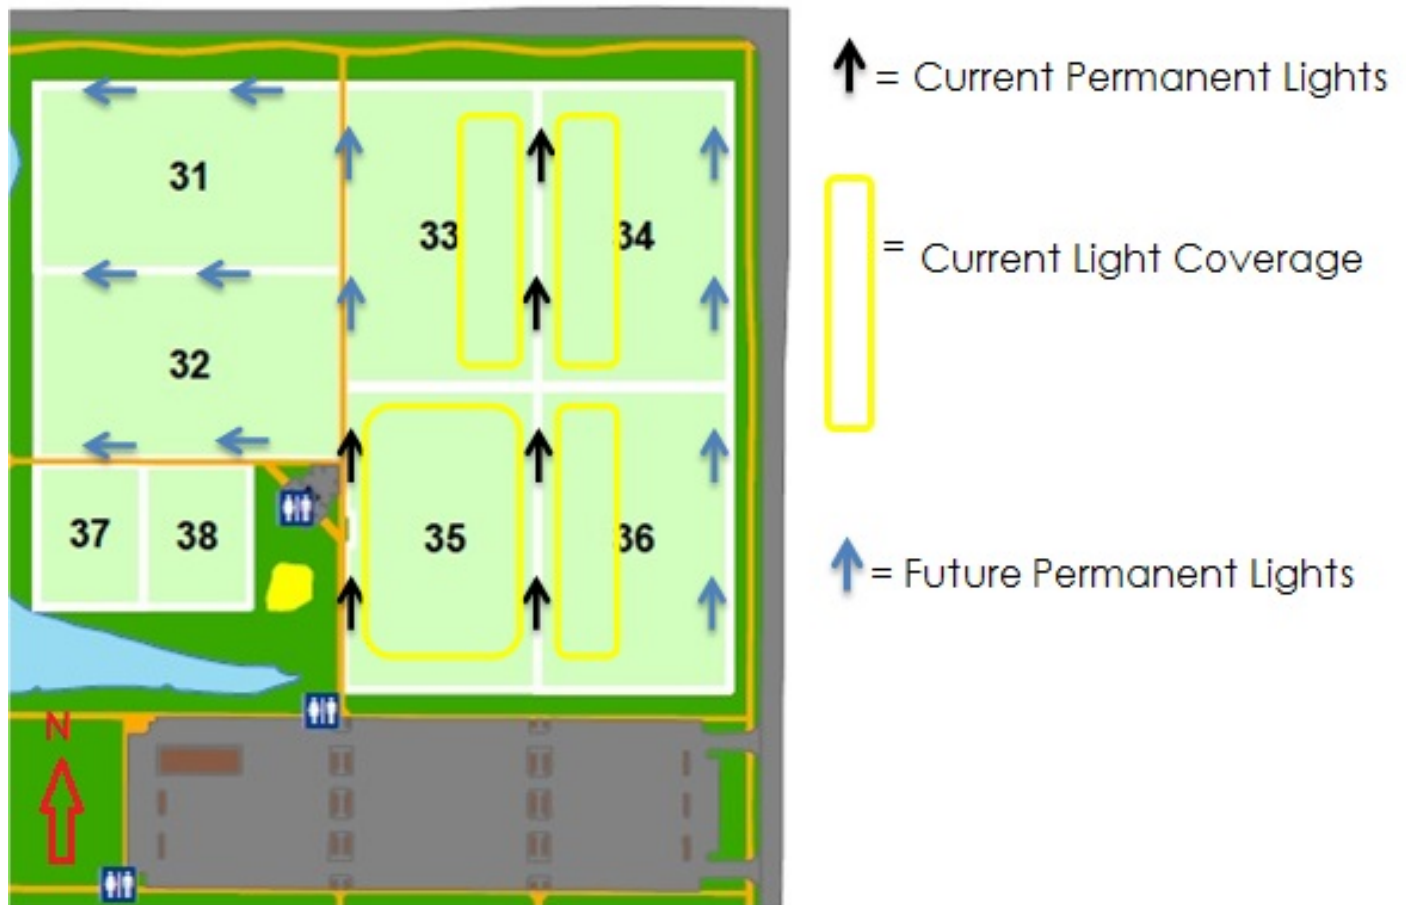 = Current Permanent Lights
31
33
34
= Current Light Coverage
32
37
38
35
36
= Future Permanent Lights
N